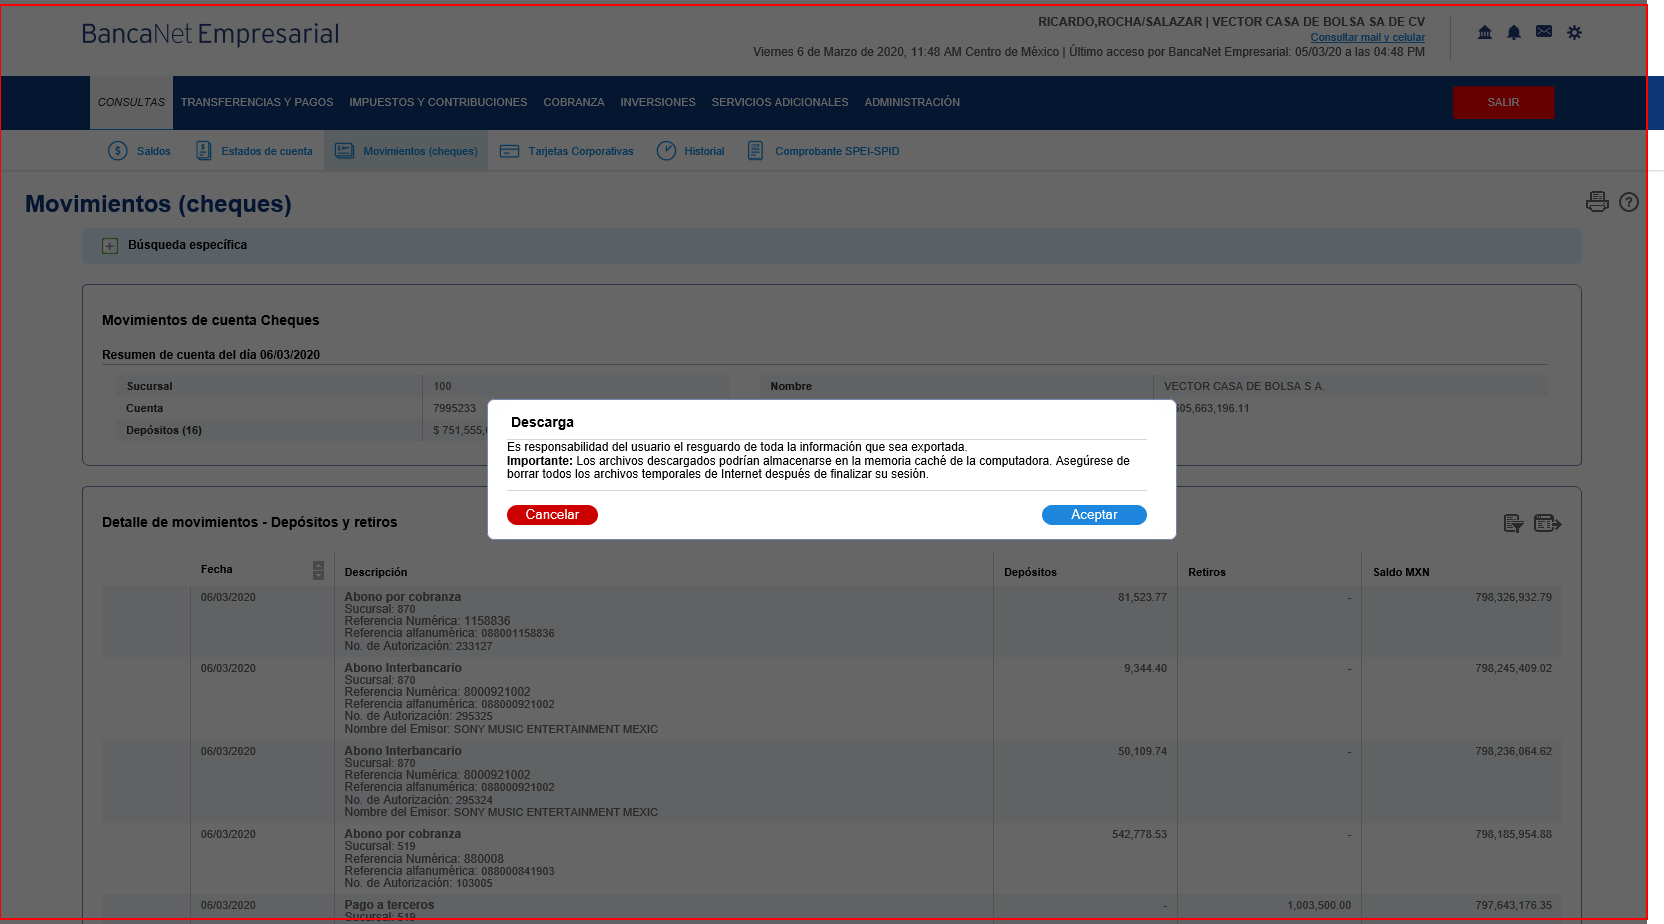 BancaNet Empresarial
RICARDO,ROCHA/SALAZAR | VECTOR CASA DE BOLSA SA DE CV
Consultar mail y celular
Viernes 6 de Marzo de 2020, 11:48 AM Centro de México | Último acceso por BancaNet Empresarial: 05/03/20 a las 04:48 PM
CONSULTAS TRANSFERENCIAS Y PAGOS IMPUESTOS Y CONTRIBUCIONES COBRANZA INVERSIONES SERVICIOS ADICIONALES ADMINISTRACIÓN SALIR
Saldos Estados de cuenta Movimientos (cheques) Tarjetas Corporativas Historial Comprobante SPEI-SPID
Movimientos (cheques)
Búsqueda específica
Movimientos de cuenta Cheques
Resumen de cuenta del día 06/03/2020
Sucursal 100 Nombre VECTOR CASA DE BOLSA S A.
Cuenta 7995233 605,663,196.11
Depósitos (16) $ 751,555,
Descarga
Es responsabilidad del usuario el resguardo de toda la información que sea exportada.
Importante: Los archivos descargados podrían almacenarse en la memoria caché de la computadora. Asegúrese de
borrar todos los archivos temporales de Internet después de finalizar su sesión.
Cancelar Aceptar
Detalle de movimientos - Depósitos y retiros
Fecha Descripción Depósitos Retiros Saldo MXN
06/03/2020 Abono por cobranza 81,523.77 - 798,326,932.79
Sucursal: 870
Referencia Numérica: 1158836
Referencia alfanumérica: 088001158836
No. de Autorización: 233127
06/03/2020 Abono Interbancario 9,344.40 - 798,245,409.02
Sucursal: 870
Referencia Numérica: 8000921002
Referencia alfanumérica: 088000921002
No. de Autorización: 295325
Nombre del Emisor: SONY MUSIC ENTERTAINMENT MEXIC
06/03/2020 Abono Interbancario 50,109.74 - 798,236,064.62
Sucursal: 870
Referencia Numérica: 8000921002
Referencia alfanumérica: 088000921002
No. de Autorización: 295324
Nombre del Emisor: SONY MUSIC ENTERTAINMENT MEXIC
06/03/2020 Abono por cobranza 542,778.53 - 798,185,954.88
Sucursal: 519
Referencia Numérica: 880008
Referencia alfanumérica: 088000841903
No. de Autorización: 103005
06/03/2020 Pago a terceros - 1,003,500.00 797,643,176.35
Sucursal: 519